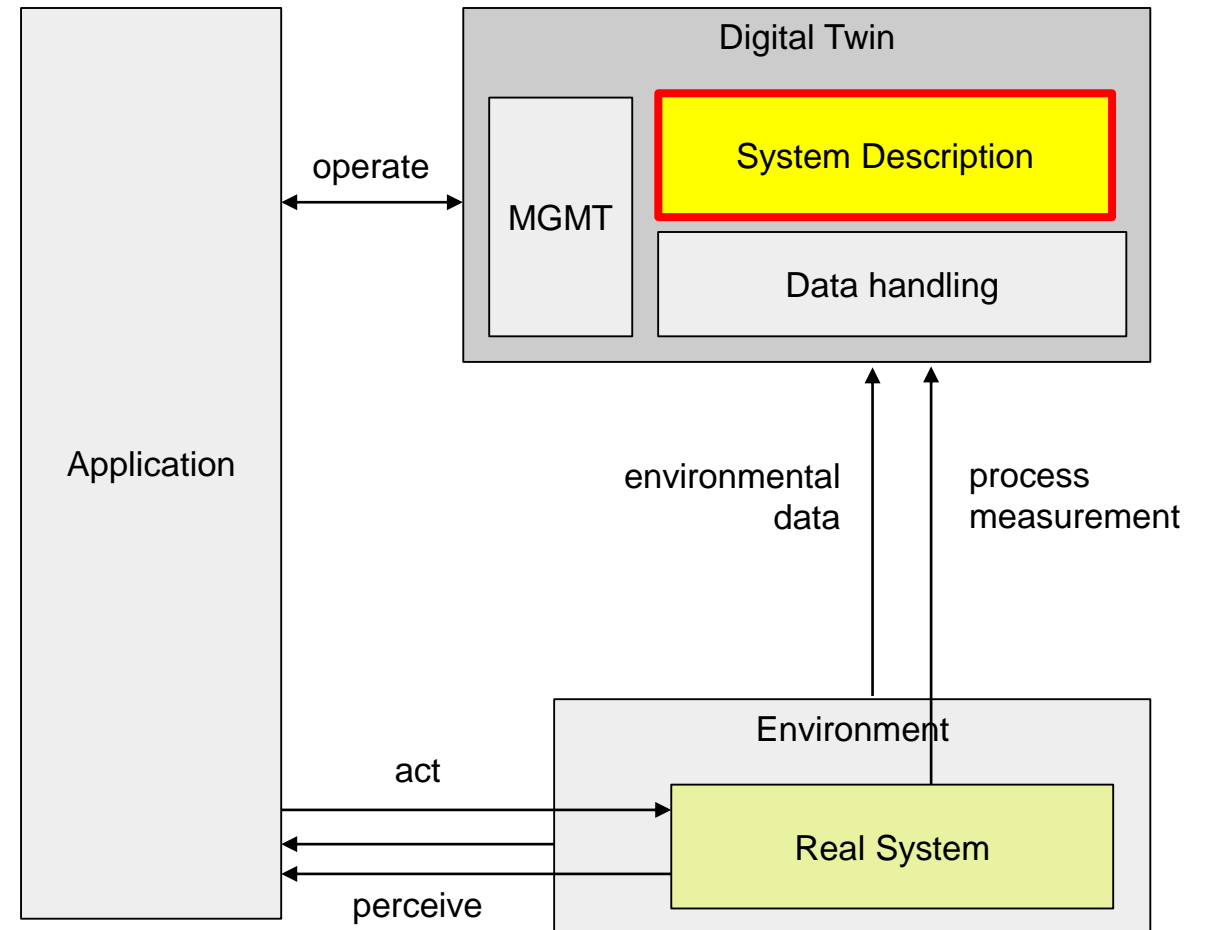 Digital Twin
System Description
operate
MGMT
Data handling
Application
environmental
data
process
measurement
Environment
act
Real System
perceive